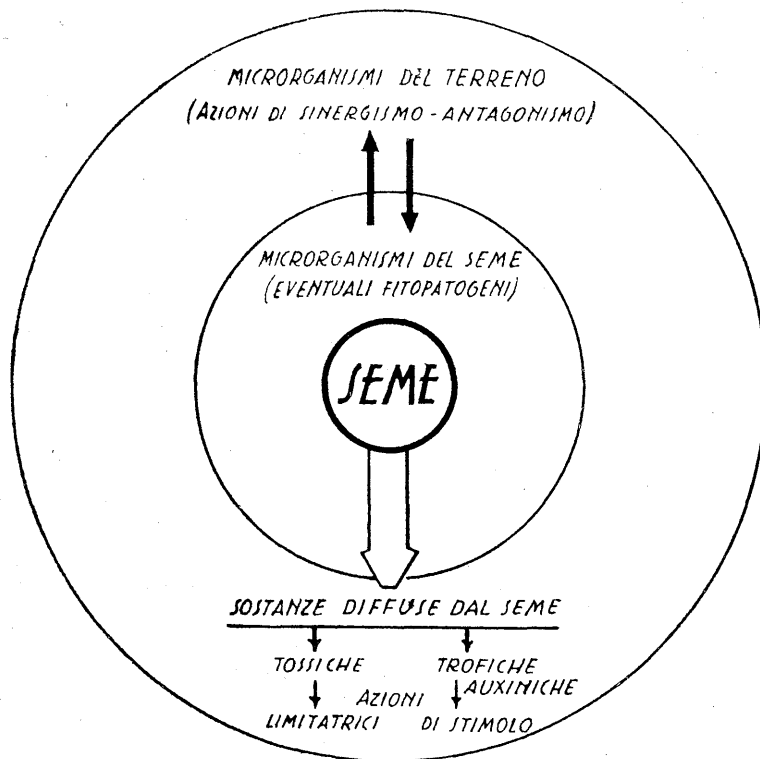 MICRORGANISMI DEL TERRENO
(AZIONI DI SINERGISMO - ANTAGONISMO)
MICRORGANISMI DEL SEME
(EVENTUALI FITOPATOGENI)
SEME
SOSTANZE DIFFUSE DAL SEME
TOSSICHE TROFICHE
AUXINICHE
AZIONI
LIMITATRICI DI STIMOLO